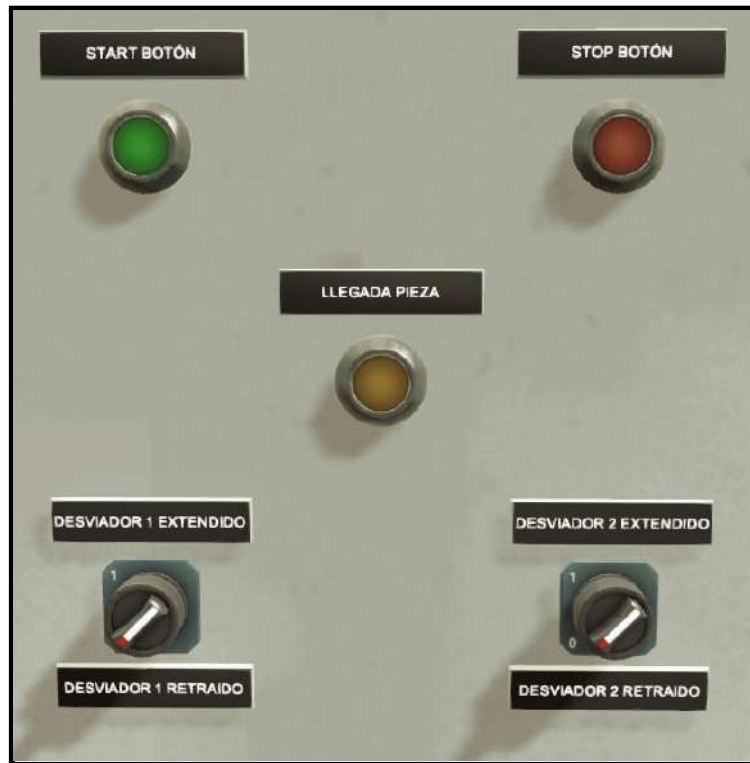 START BOTÓN
STOP BOTÓN
LLEGADA PIEZA
DESVIADOR 1 EXTENDIDO
DESVIADOR 2 EXTENDIDO
1
1
0
DESVIADOR 1 RETRAIDO
DESVIADOR 2 RETRAIDO